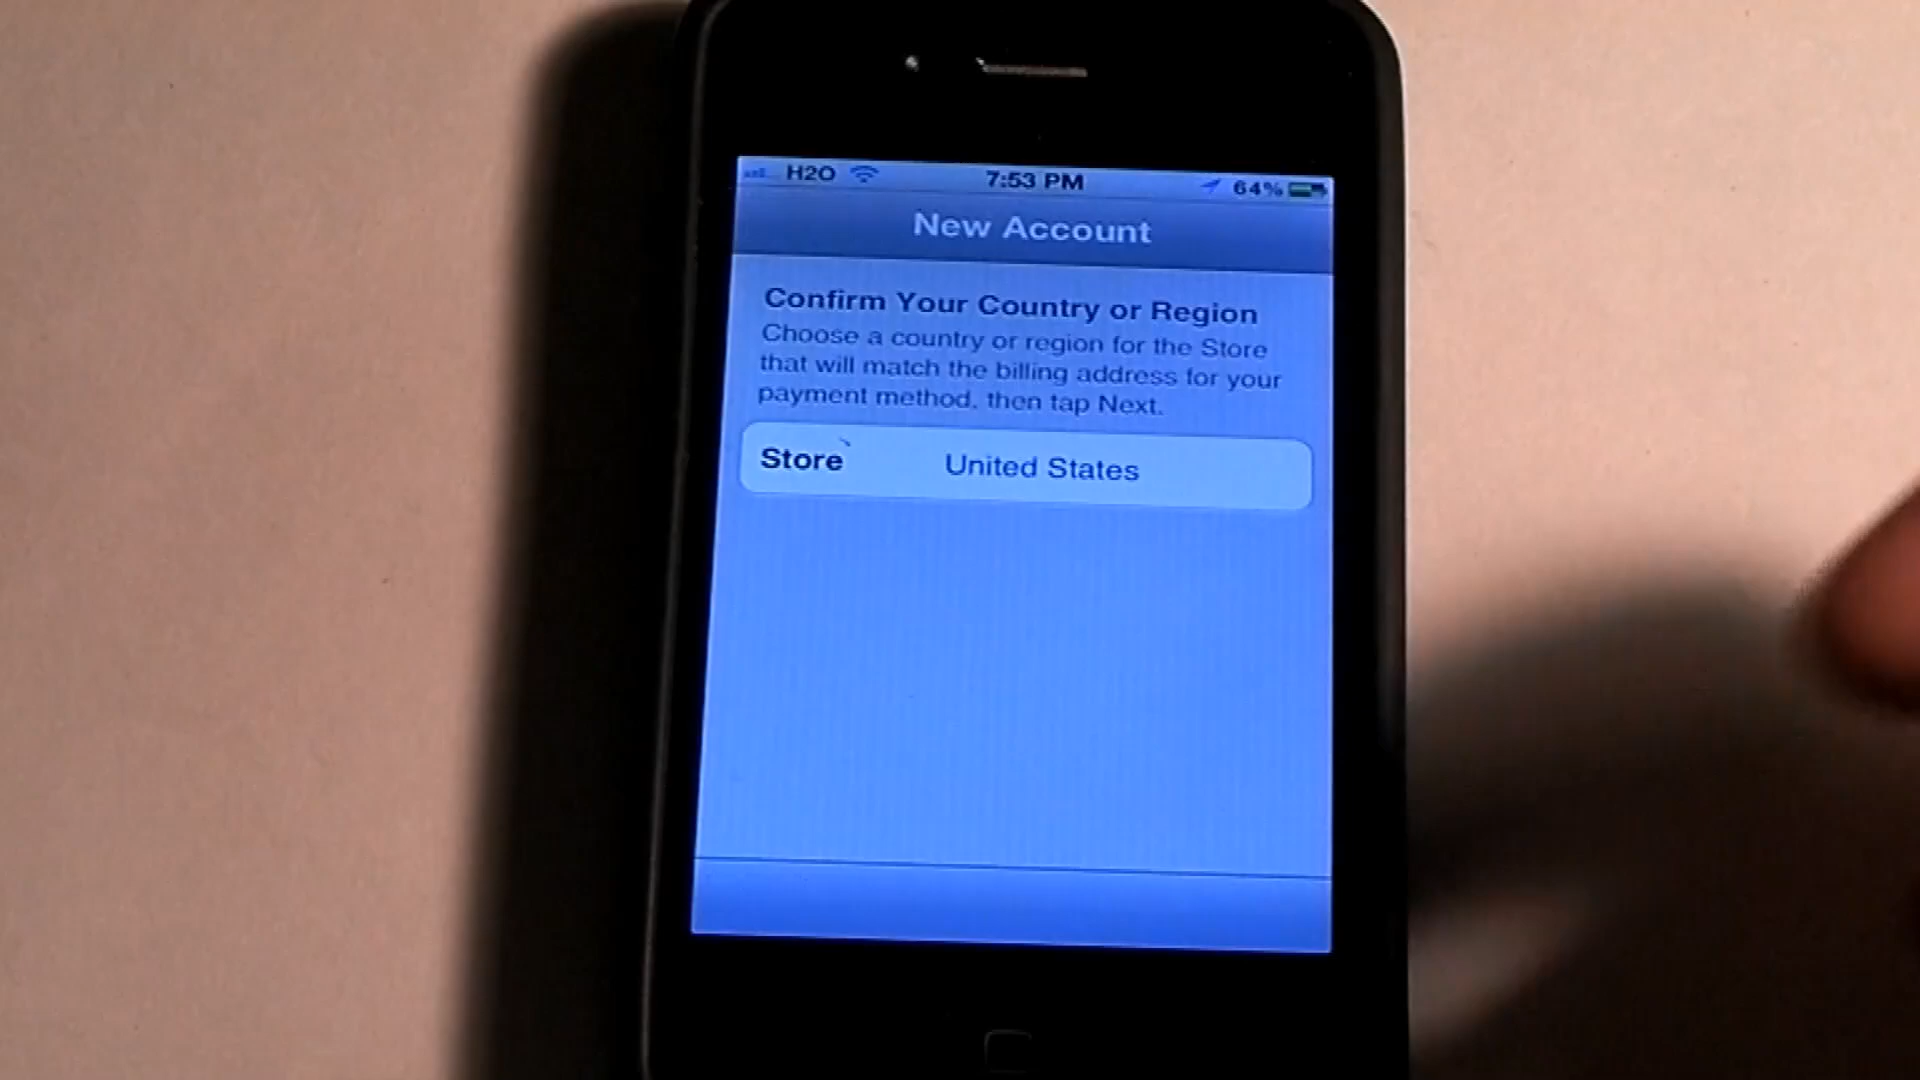 H2O 7:53 PM 64%
New Account
Confirm Your Country or Region
Choose a country or region for the Store
that will match the billing address for your
payment method, then tap Next.
Store United States